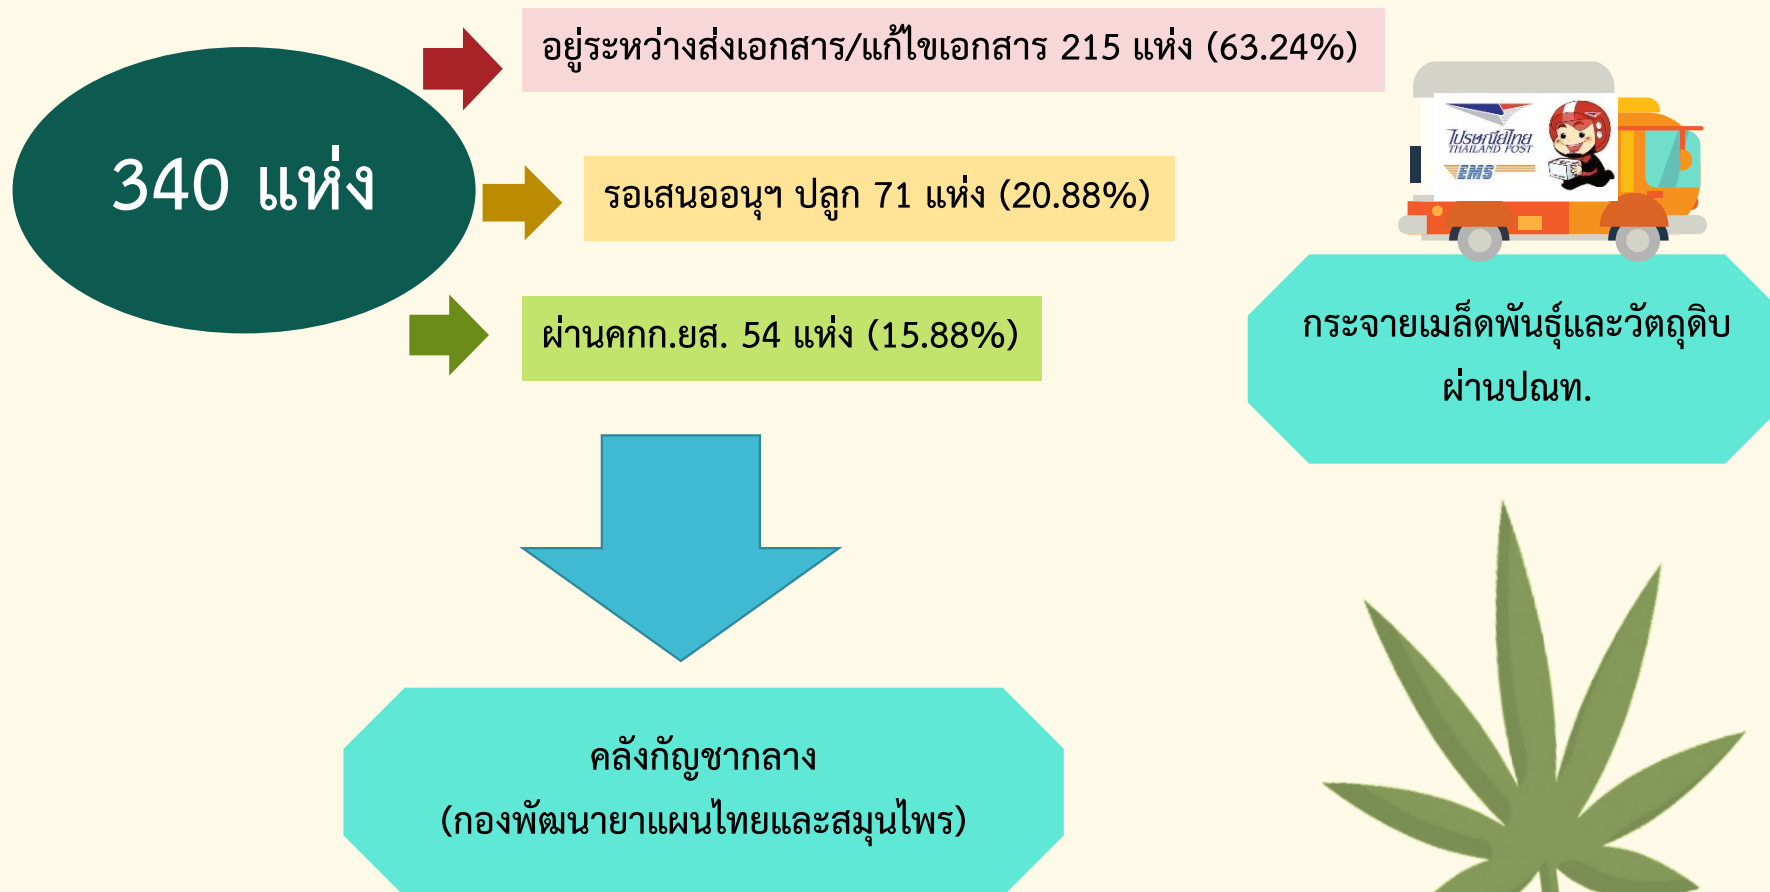 340 แห่ง
อยู่ระหว่างส่งเอกสาร/แก้ไขเอกสาร 215 แห่ง (63.24%)
รอเสนออนุฯ ปลูก 71 แห่ง (20.88%)
ผ่านคกก.ยส. 54 แห่ง (15.88%)
ไปรษณีย์ไทย
THAILAND POST
EMS
กระจายเมล็ดพันธุ์และวัตถุดิบ
ผ่านปณท.
คลังกัญชากลาง
(กองพัฒนายาแผนไทยและสมุนไพร)